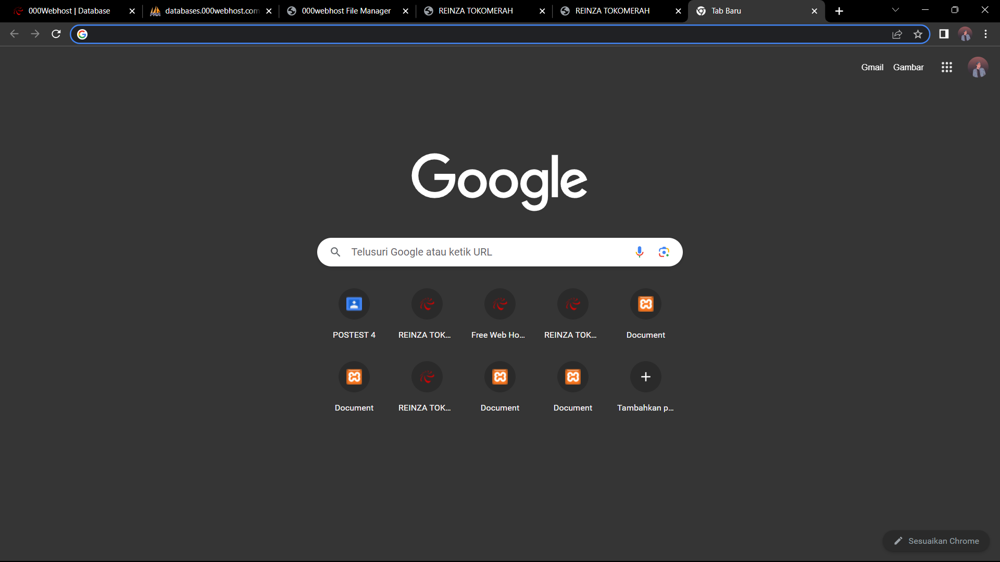 000Webhost | Database
databases.000webhost.com
000webhost File Manager
REINZA TOKOMERAH
REINZA TOKOMERAH
Tab Baru
Gmail
Gambar
Google
Telusuri Google atau ketik URL
POSTEST 4
REINZA TOK...
Free Web Ho...
REINZA TOK...
Document
Document
REINZA TOK...
Document
Document
Tambahkan p...
Sesuaikan Chrome